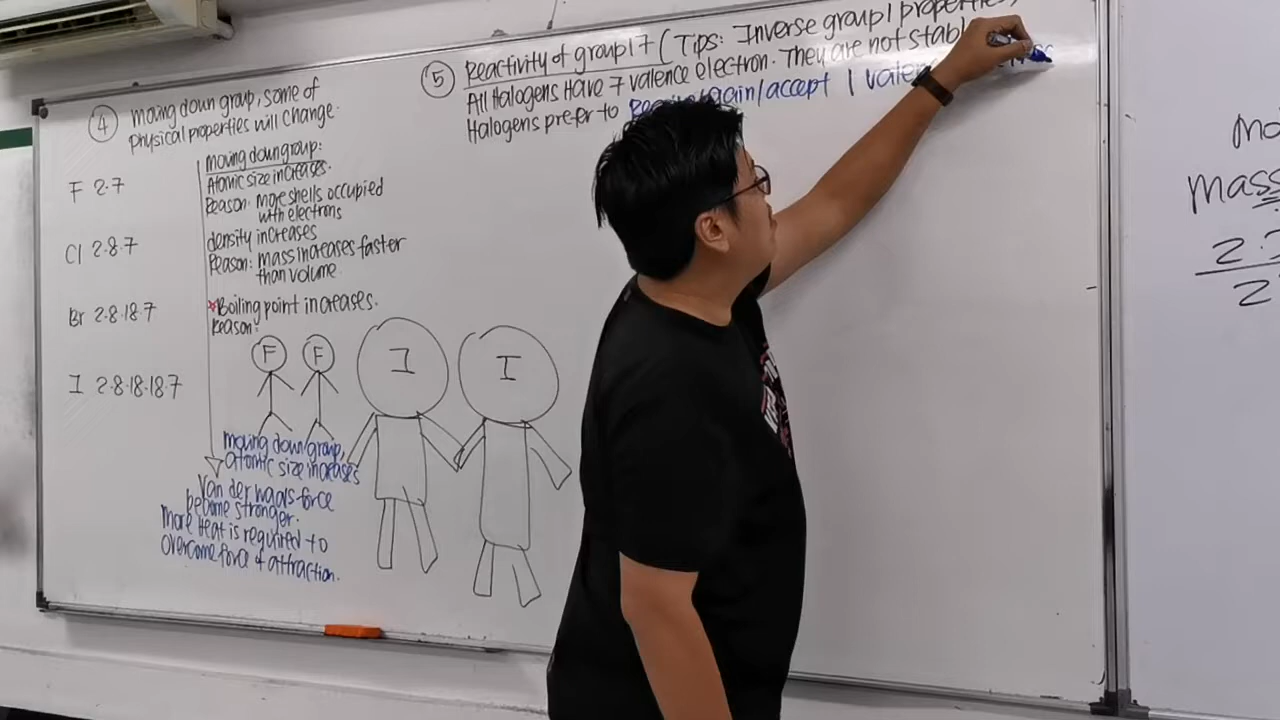 ④ moving down group, some of
physical properties will change.
F 2.7
Cl 2.8.7
Br 2.8.18.7
I 2.8.18.18.7
moving down group:
Atomic size increases.
Reason: more shells occupied
with electrons
density increases
Reason: mass increases faster
than volume
*Boiling point increases.
Reason:
F F I I
moving down group,
atomic size increases
Van der waals force
become stronger.
more heat is required to
overcome force of attraction.
⑤ Reactivity of group 17 (Tips: Inverse group 1 properties,
All Halogens Have 7 valence electron. They are not stabl
Halogens prefer to gain/accept 1 valen
Mo
mass
2.
2